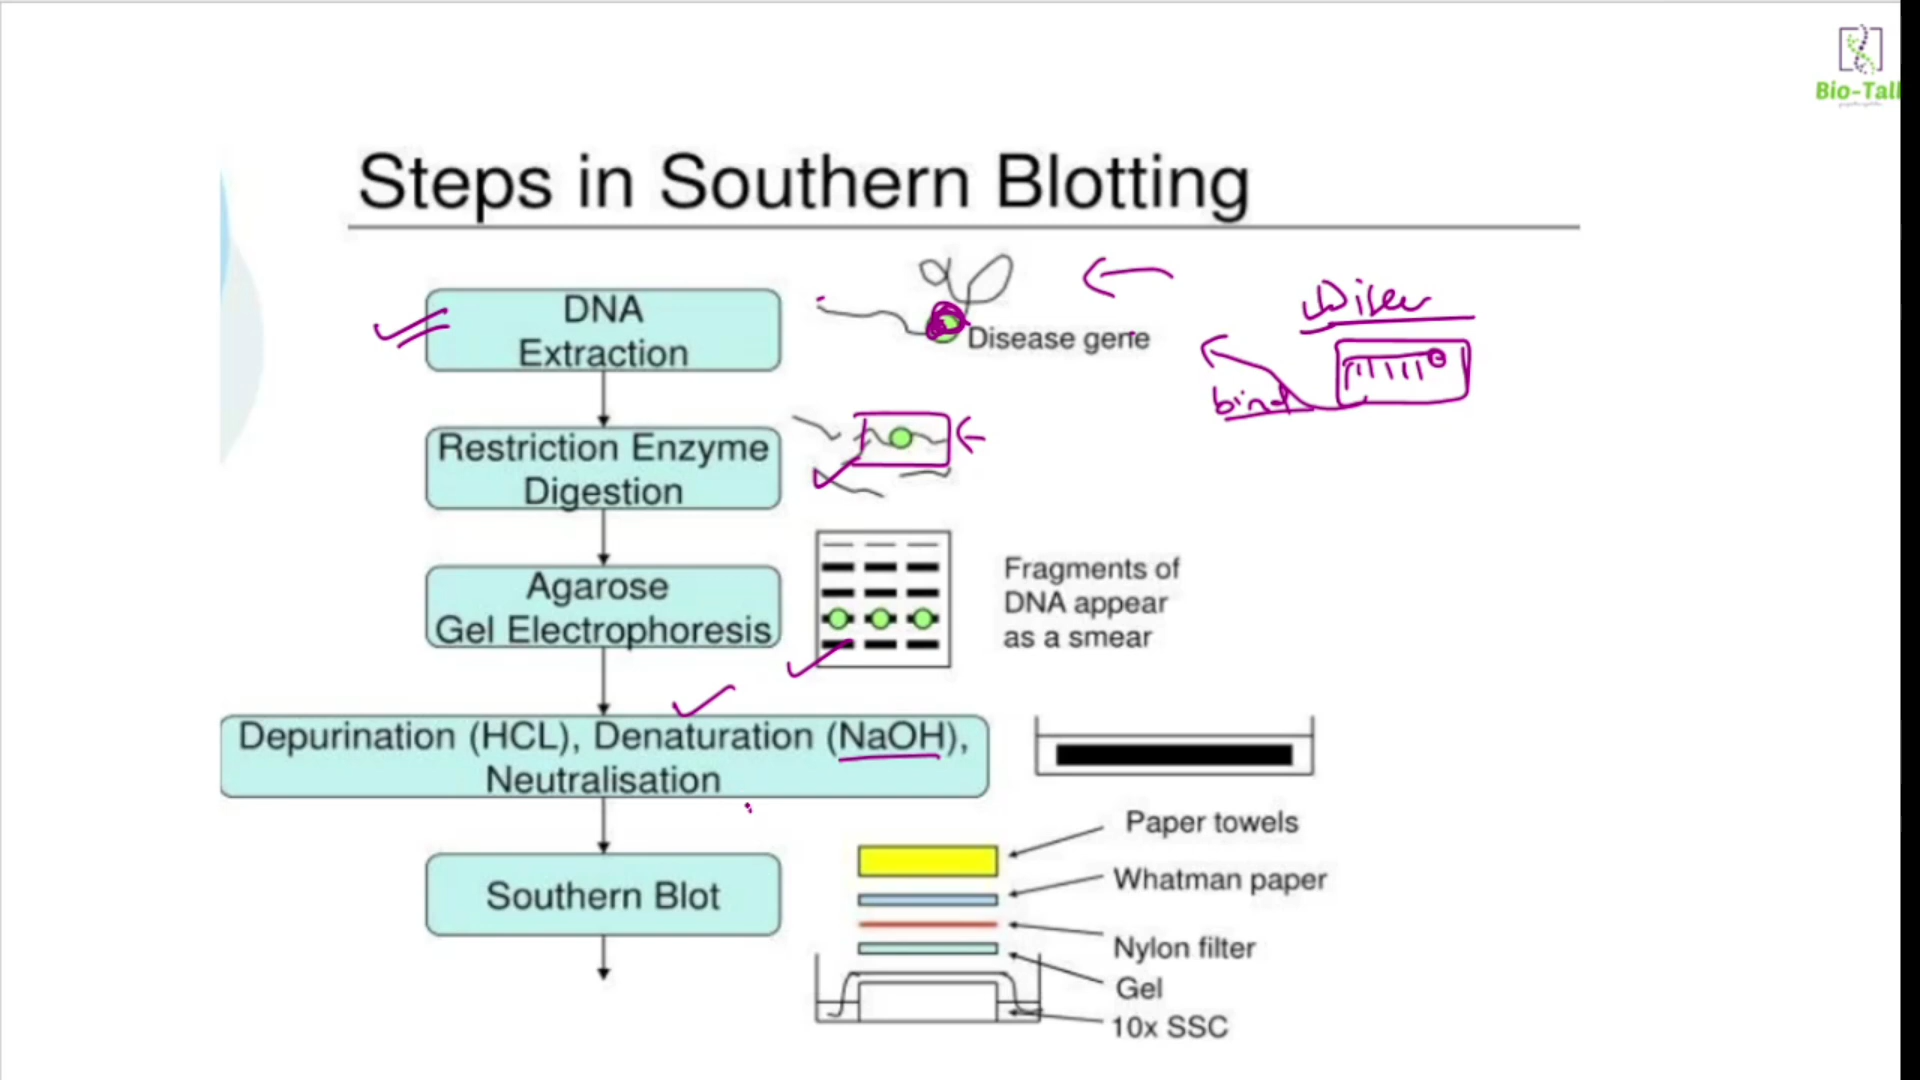 Bio-Tall
Steps in Southern Blotting
DNA
Extraction
Disease gene
bind
Restriction Enzyme
Digestion
Agarose
Gel Electrophoresis
Fragments of
DNA appear
as a smear
Depurination (HCL), Denaturation (NaOH),
Neutralisation
Southern Blot
Paper towels
Whatman paper
Nylon filter
Gel
10x SSC